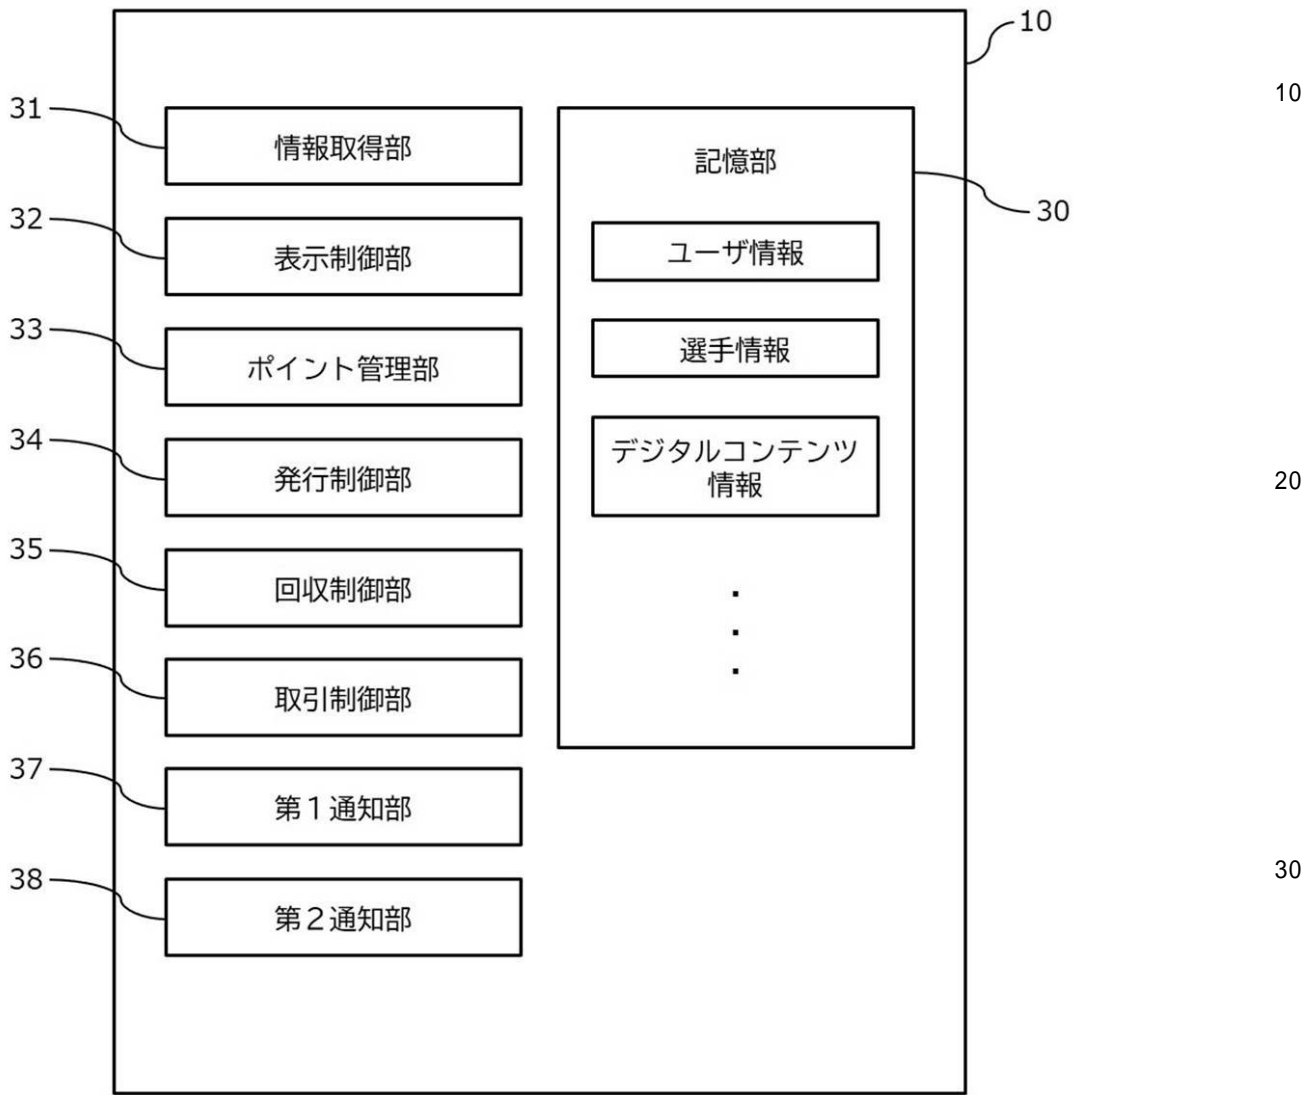 10
10
31
情報取得部
記憶部
30
32
表示制御部
ユーザ情報
33
ポイント管理部
選手情報
34
発行制御部
デジタルコンテンツ
情報
20
35
回収制御部
・
・
・
36
取引制御部
37
第１通知部
38
第２通知部
30